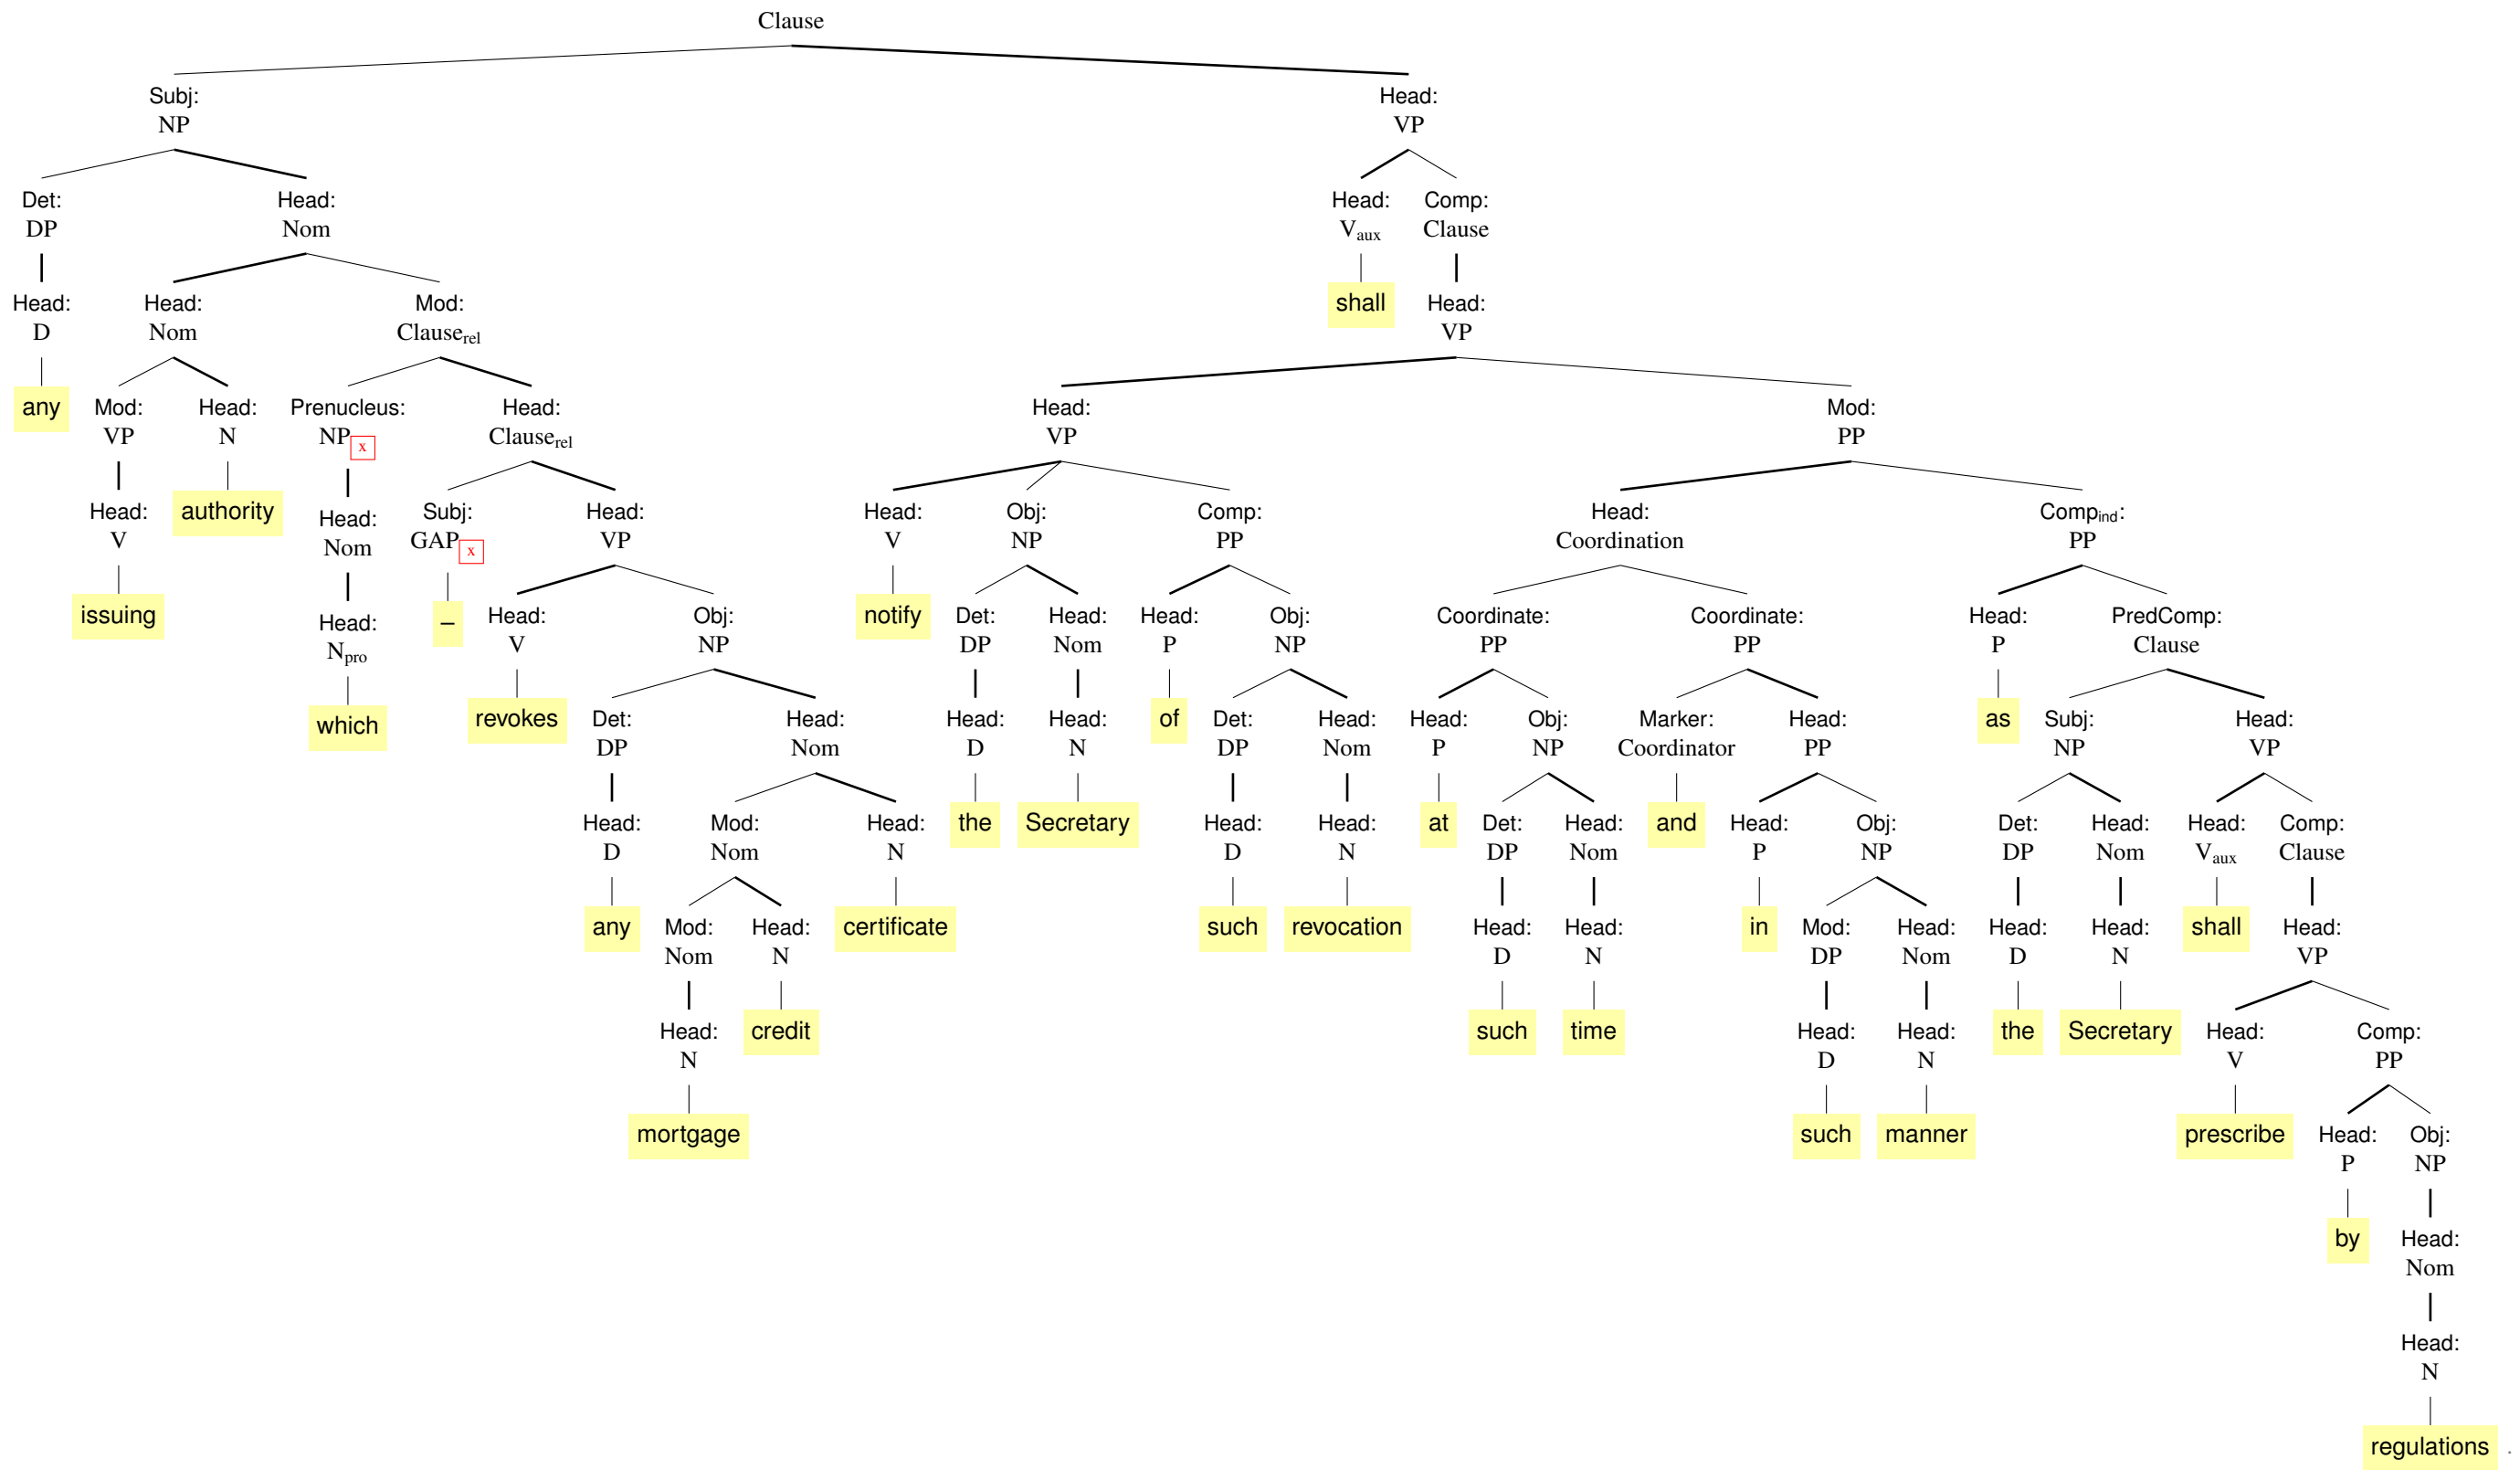 Clause
Subj: Head:
NP VP
Det: Head: Head: Comp:
DP Nom Vaux Clause
Head: Head: Mod: shall Head:
D Nom Clauserel VP
any Mod: Head: Prenucleus: Head: Head: Mod:
VP N NP x Clauserel VP PP
Head: authority Head: Subj: Head: Head: Obj: Comp: Head: Compind:
V Nom GAP x VP V NP PP Coordination PP
issuing Head: – Head: Obj: notify Det: Head: Head: Obj: Coordinate: Coordinate: Head: PredComp:
Npro V NP DP Nom P NP PP PP P Clause
which revokes Det: Head: Head: Head: of Det: Head: Head: Obj: Marker: Head: as Subj: Head:
DP Nom D N DP Nom P NP Coordinator PP NP VP
Head: Mod: Head: the Secretary Head: Head: at Det: Head: and Head: Obj: Det: Head: Head: Comp:
D Nom N D N DP Nom P NP DP Nom Vaux Clause
any Mod: Head: certificate such revocation Head: Head: in Mod: Head: Head: Head: shall Head:
Nom N D N DP Nom D N VP
Head: credit such time Head: Head: the Secretary Head: Comp:
N D N V PP
mortgage such manner prescribe Head: Obj:
P NP
by Head:
Nom
Head:
N
regulations .